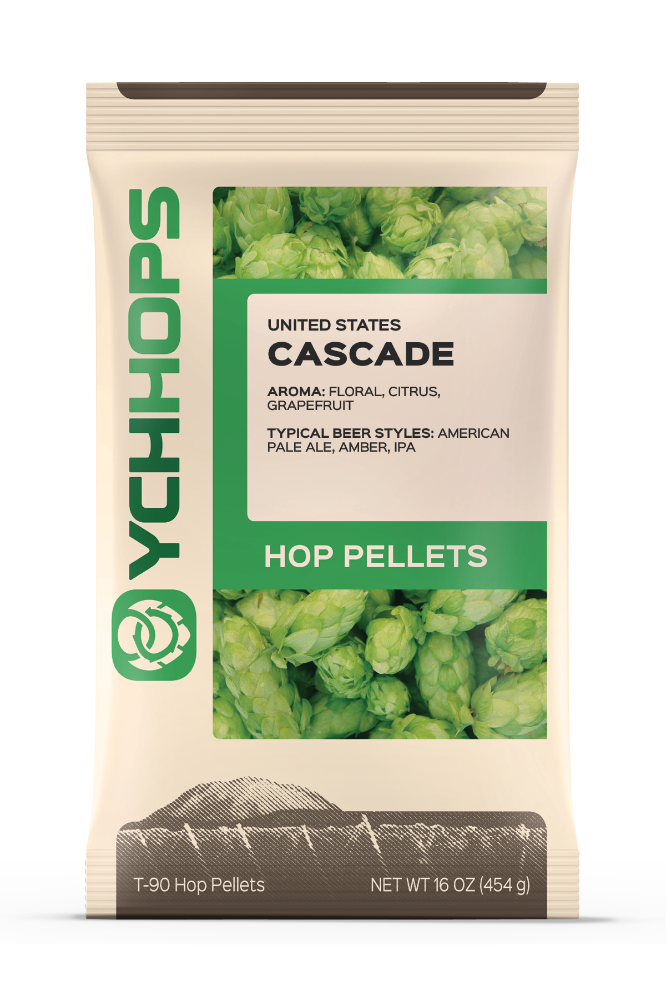 YCHHOPS
UNITED STATES
CASCADE
AROMA: FLORAL, CITRUS,
GRAPEFRUIT
TYPICAL BEER STYLES: AMERICAN
PALE ALE, AMBER, IPA
HOP PELLETS
T-90 Hop Pellets
NET WT 16 OZ (454 g)